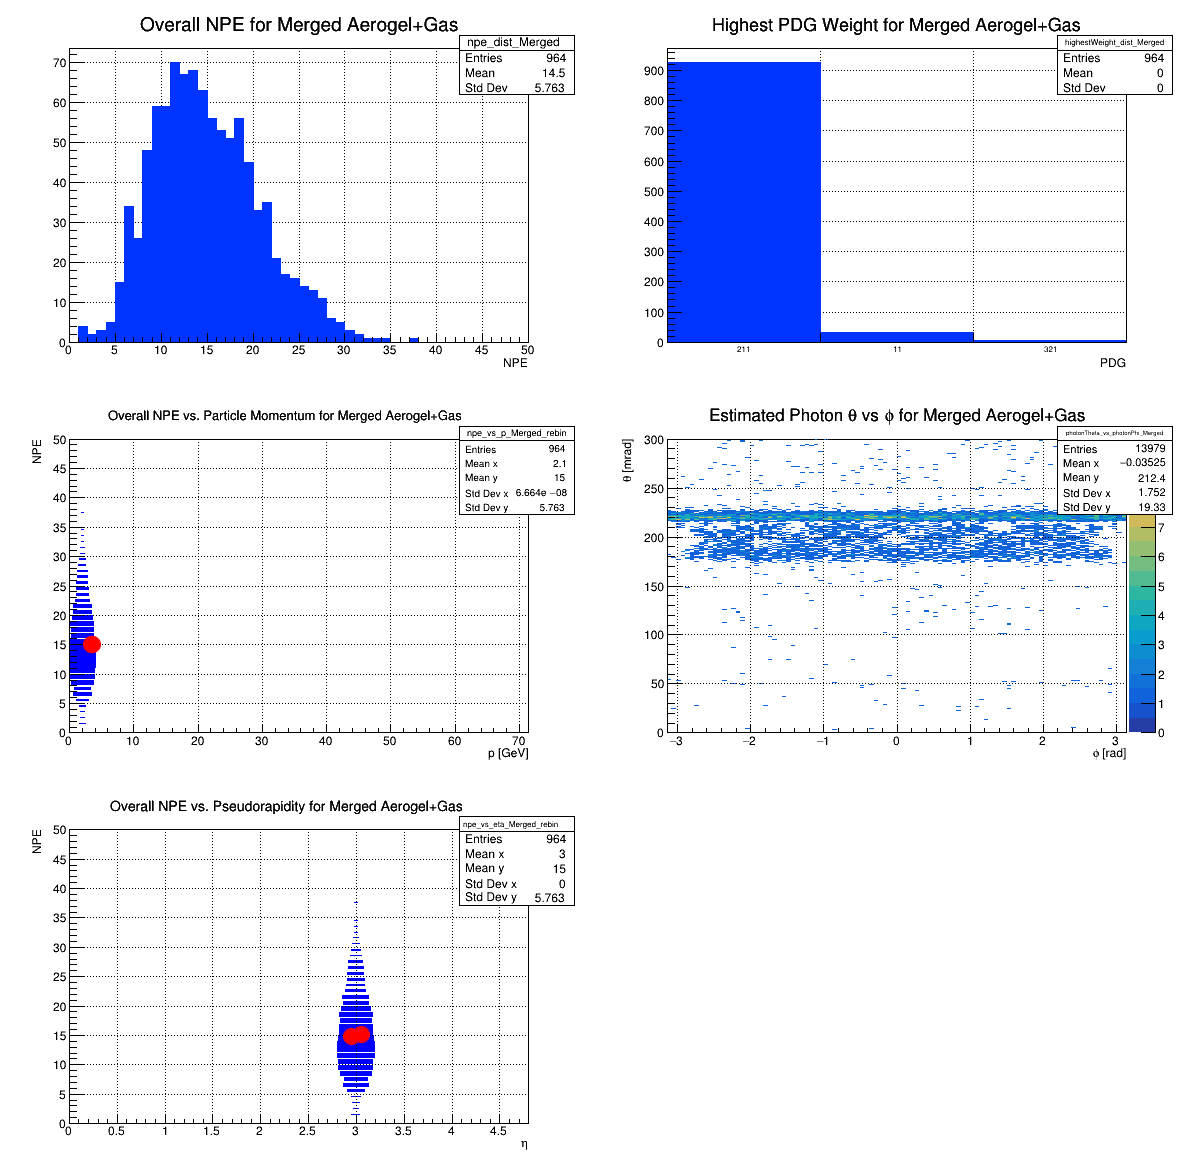 Overall NPE for Merged Aerogel+Gas
npe_dist_Merged
Entries 964
Mean 14.5
Std Dev 5.763
70
60
50
40
30
20
10
0
0 5 10 15 20 25 30 35 40 45 50
NPE
Highest PDG Weight for Merged Aerogel+Gas
highestWeight_dist_Merged
Entries 964
Mean 0
Std Dev 0
900
800
700
600
500
400
300
200
100
0
211 11 321
PDG
Overall NPE vs. Particle Momentum for Merged Aerogel+Gas
npe_vs_p_Merged_rebin
Entries 964
Mean x 2.1
Mean y 15
Std Dev x 6.664e −08
Std Dev y 5.763
NPE
50
45
40
35
30
25
20
15
10
5
0
0 10 20 30 40 50 60 70
p [GeV]
Estimated Photon θ vs ϕ for Merged Aerogel+Gas
photonTheta_vs_photonPhi_Merged
Entries 13979
Mean x −0.03525
Mean y 212.4
Std Dev x 1.752
Std Dev y 19.33
θ [mrad]
300
250
200
150
100
50
0
−3 −2 −1 0 1 2 3
ϕ [rad]
7
6
5
4
3
2
1
0
Overall NPE vs. Pseudorapidity for Merged Aerogel+Gas
npe_vs_eta_Merged_rebin
Entries 964
Mean x 3
Mean y 15
Std Dev x 0
Std Dev y 5.763
NPE
50
45
40
35
30
25
20
15
10
5
0
0 0.5 1 1.5 2 2.5 3 3.5 4 4.5
η